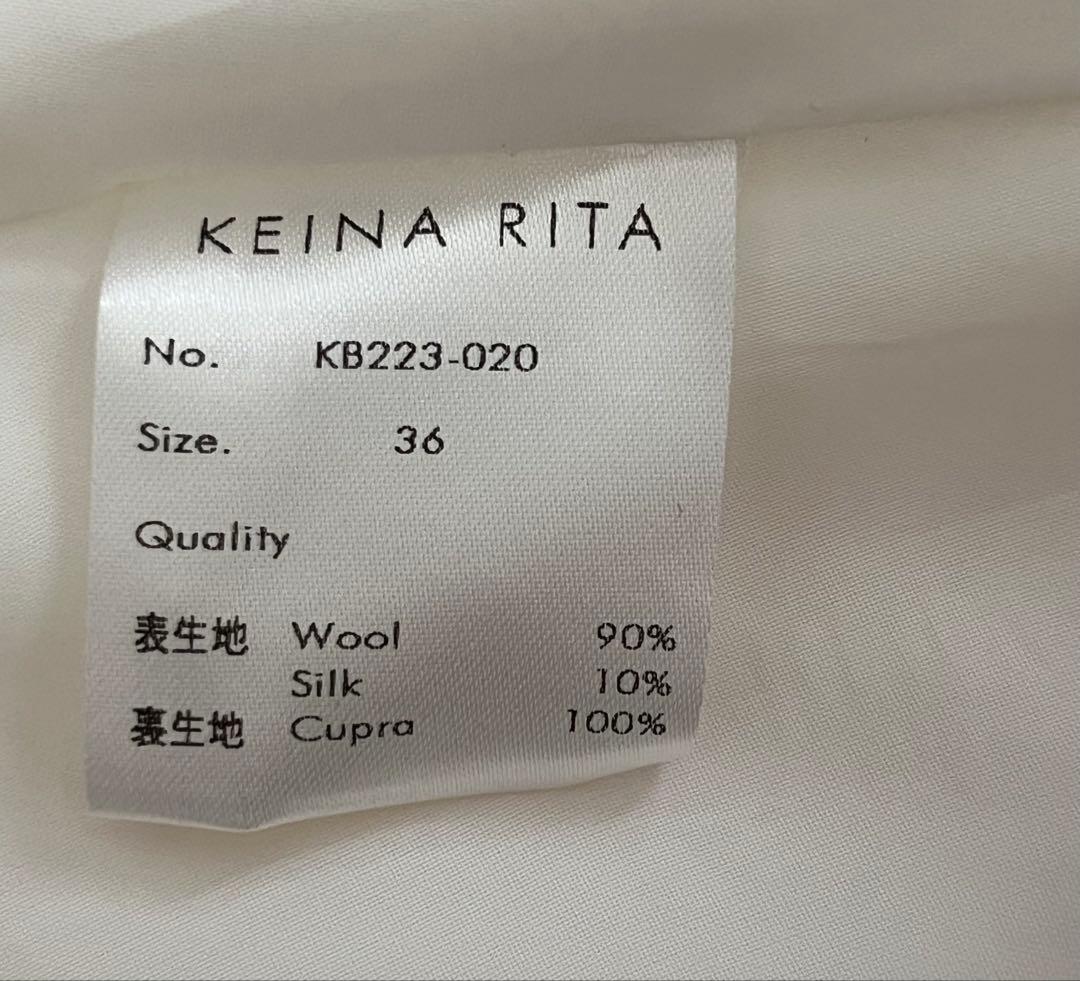 KEINA RITA
No. KB223-020
Size. 36
Quality
表生地 Wool 90%
Silk 10%
裏生地 Cupra 100%